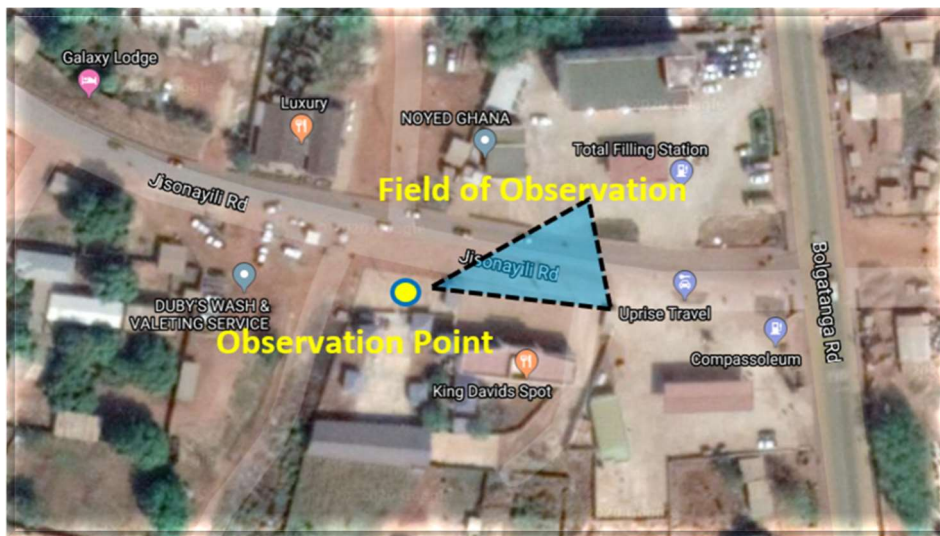 Galaxy Lodge
Luxury
NOYED GHANA
Total Filling Station
Jisonayili Rd
Field of Observation
Jisonayili Rd
Bolgatanga Rd
DUBY'S WASH &
VALETING SERVICE
Uprise Travel
Observation Point
Compassoleum
King Davids Spot